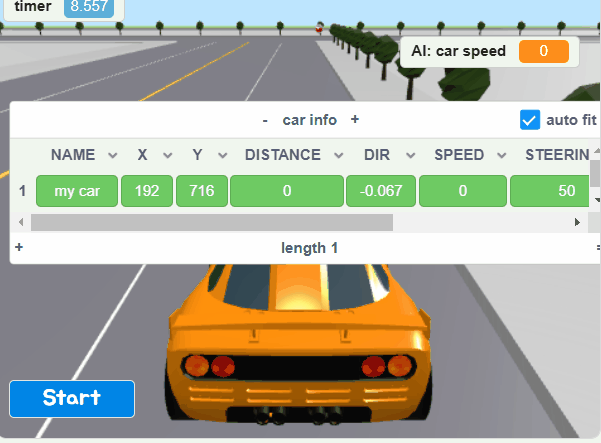 timer 8.557
AI: car speed 0
- car info +
auto fit
NAME X Y DISTANCE DIR SPEED STEERIN
1 my car 192 716 0 -0.067 0 50
+ length 1 =
Start